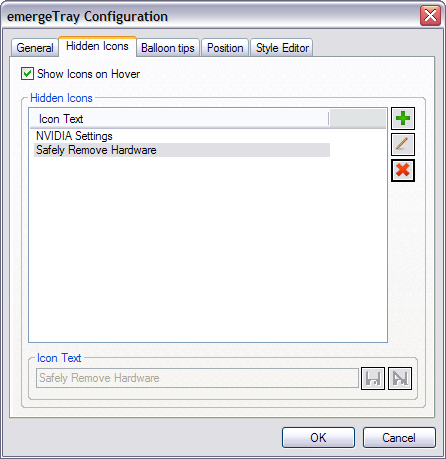 emergeTray Configuration
General Hidden Icons Balloon tips Position Style Editor
Show Icons on Hover
Hidden Icons
Icon Text
NVIDIA Settings
Safely Remove Hardware
Icon Text
Safely Remove Hardware
OK Cancel